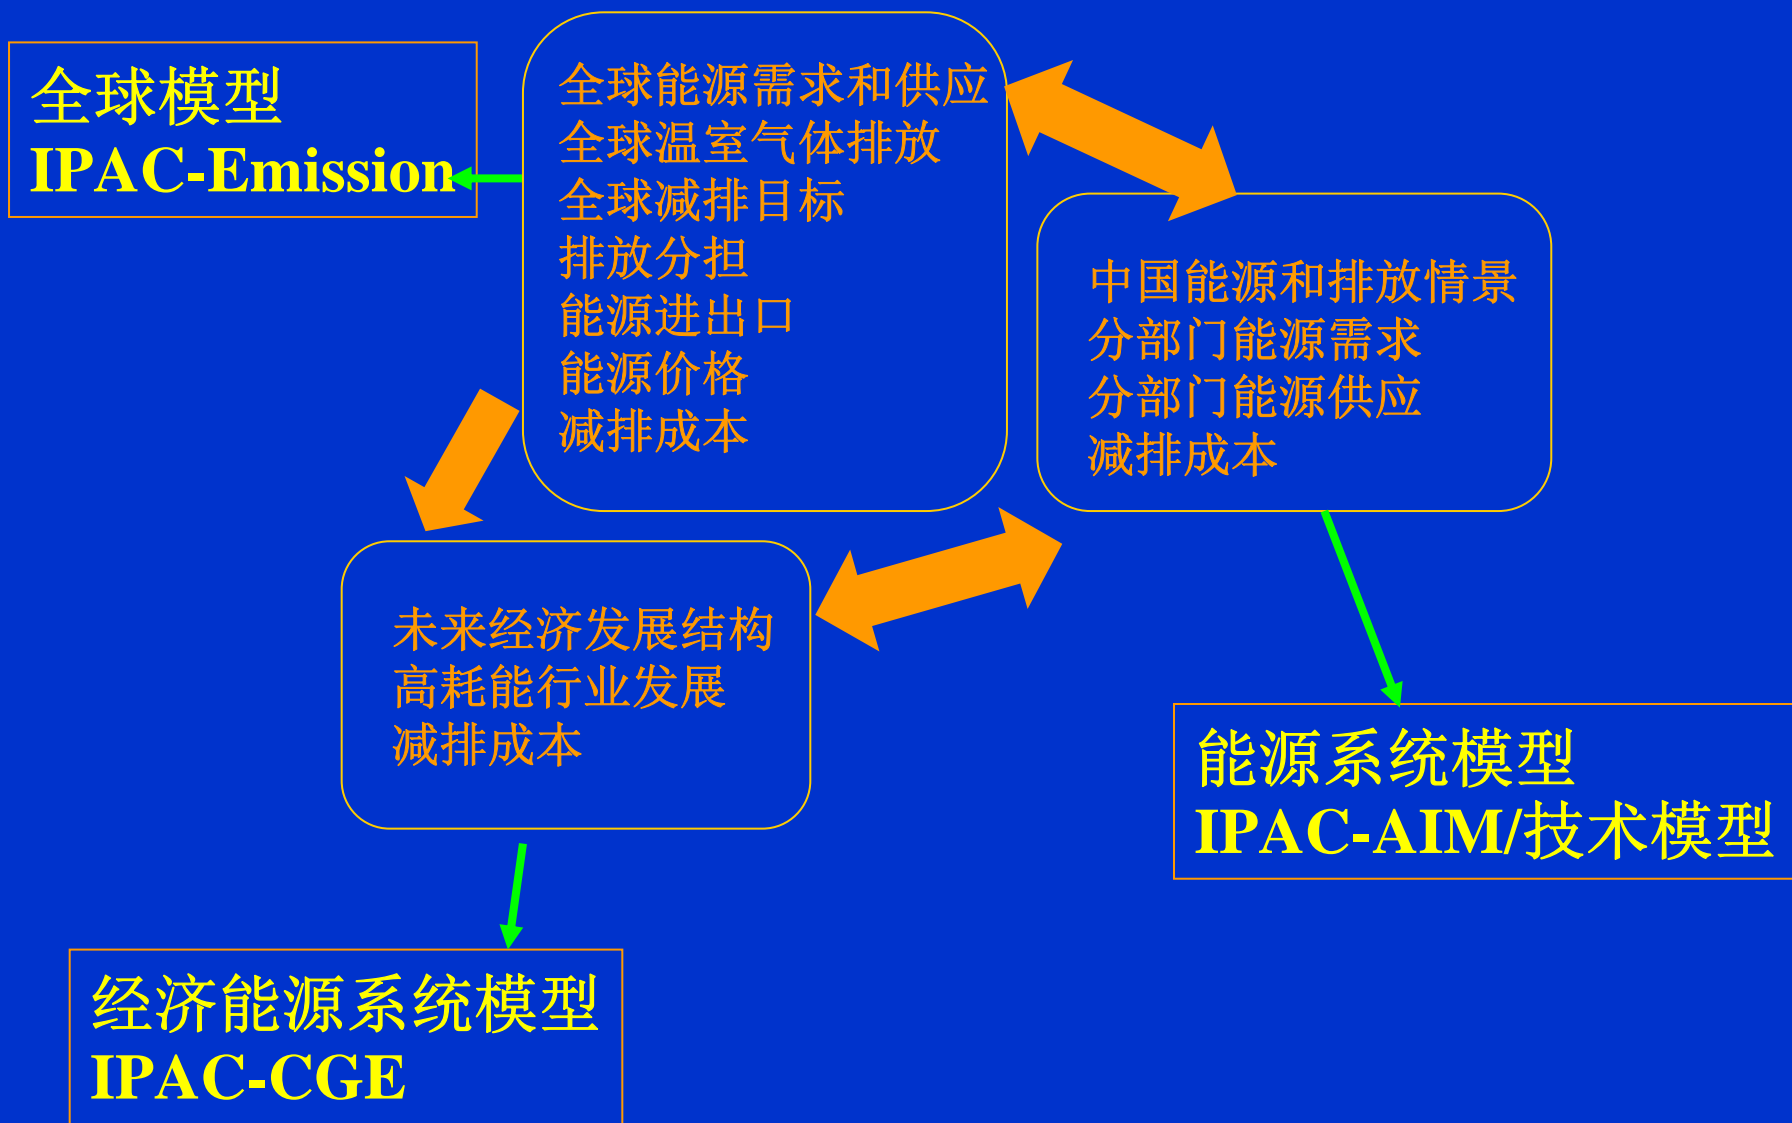 全球模型
IPAC-Emission
全球能源需求和供应
全球温室气体排放
全球减排目标
排放分担
能源进出口
能源价格
减排成本
中国能源和排放情景
分部门能源需求
分部门能源供应
减排成本
未来经济发展结构
高耗能行业发展
减排成本
能源系统模型
IPAC-AIM/技术模型
经济能源系统模型
IPAC-CGE